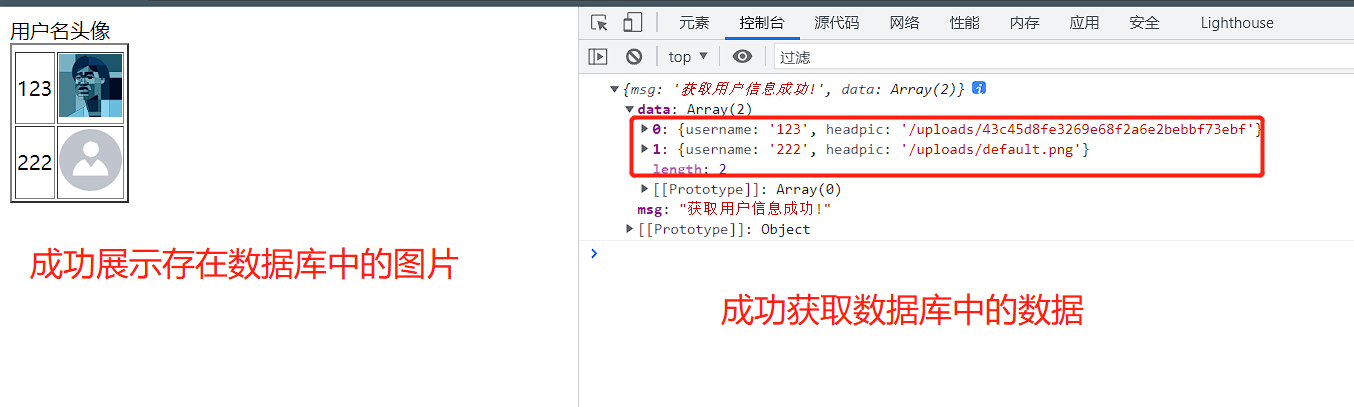 用户名头像
123
222
成功展示存在数据库中的图片
元素 控制台 源代码 网络 性能 内存 应用 安全 Lighthouse
top ▼ 过滤
▼{msg: '获取用户信息成功!', data: Array(2)} i
▼data: Array(2)
▶0: {username: '123', headpic: '/uploads/43c45d8fe3269e68f2a6e2bebbf73ebf'}
▶1: {username: '222', headpic: '/uploads/default.png'}
length: 2
▶[[Prototype]]: Array(0)
msg: "获取用户信息成功!"
▶[[Prototype]]: Object
>
成功获取数据库中的数据